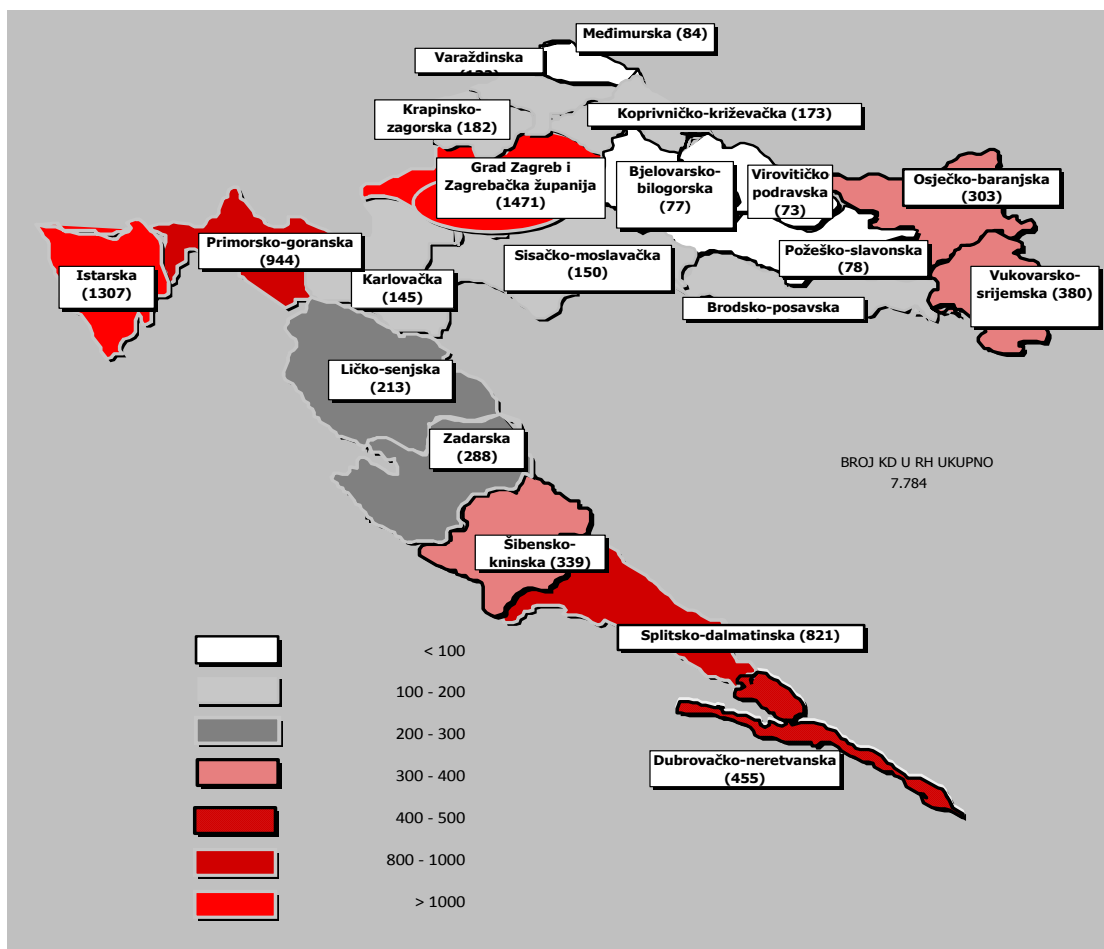 Međimurska (84)
Varaždinska
Krapinsko-
zagorska (182)
Koprivničko-križevačka (173)
Grad Zagreb i
Zagrebačka županija
(1471)
Bjelovarsko-
bilogorska
(77)
Virovitičko
podravska
(73)
Osječko-baranjska
(303)
Primorsko-goranska
(944)
Istarska
(1307)
Karlovačka
(145)
Sisačko-moslavačka
(150)
Požeško-slavonska
(78)
Vukovarsko-
srijemska (380)
Brodsko-posavska
Ličko-senjska
(213)
Zadarska
(288)
BROJ KD U RH UKUPNO
7.784
Šibensko-
kninska (339)
Splitsko-dalmatinska (821)
Dubrovačko-neretvanska
(455)
< 100
100 - 200
200 - 300
300 - 400
400 - 500
800 - 1000
> 1000